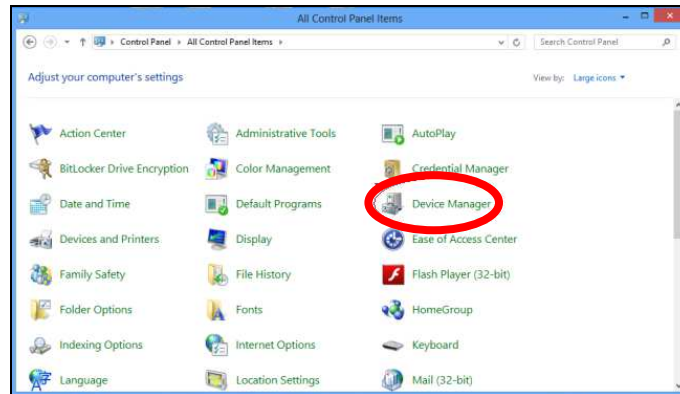 All Control Panel Items
Control Panel All Control Panel Items
Search Control Panel
Adjust your computer's settings
View by: Large icons
Action Center Administrative Tools AutoPlay
BitLocker Drive Encryption Color Management Credential Manager
Date and Time Default Programs Device Manager
Devices and Printers Display Ease of Access Center
Family Safety File History Flash Player (32-bit)
Folder Options Fonts HomeGroup
Indexing Options Internet Options Keyboard
Language Location Settings Mail (32-bit)